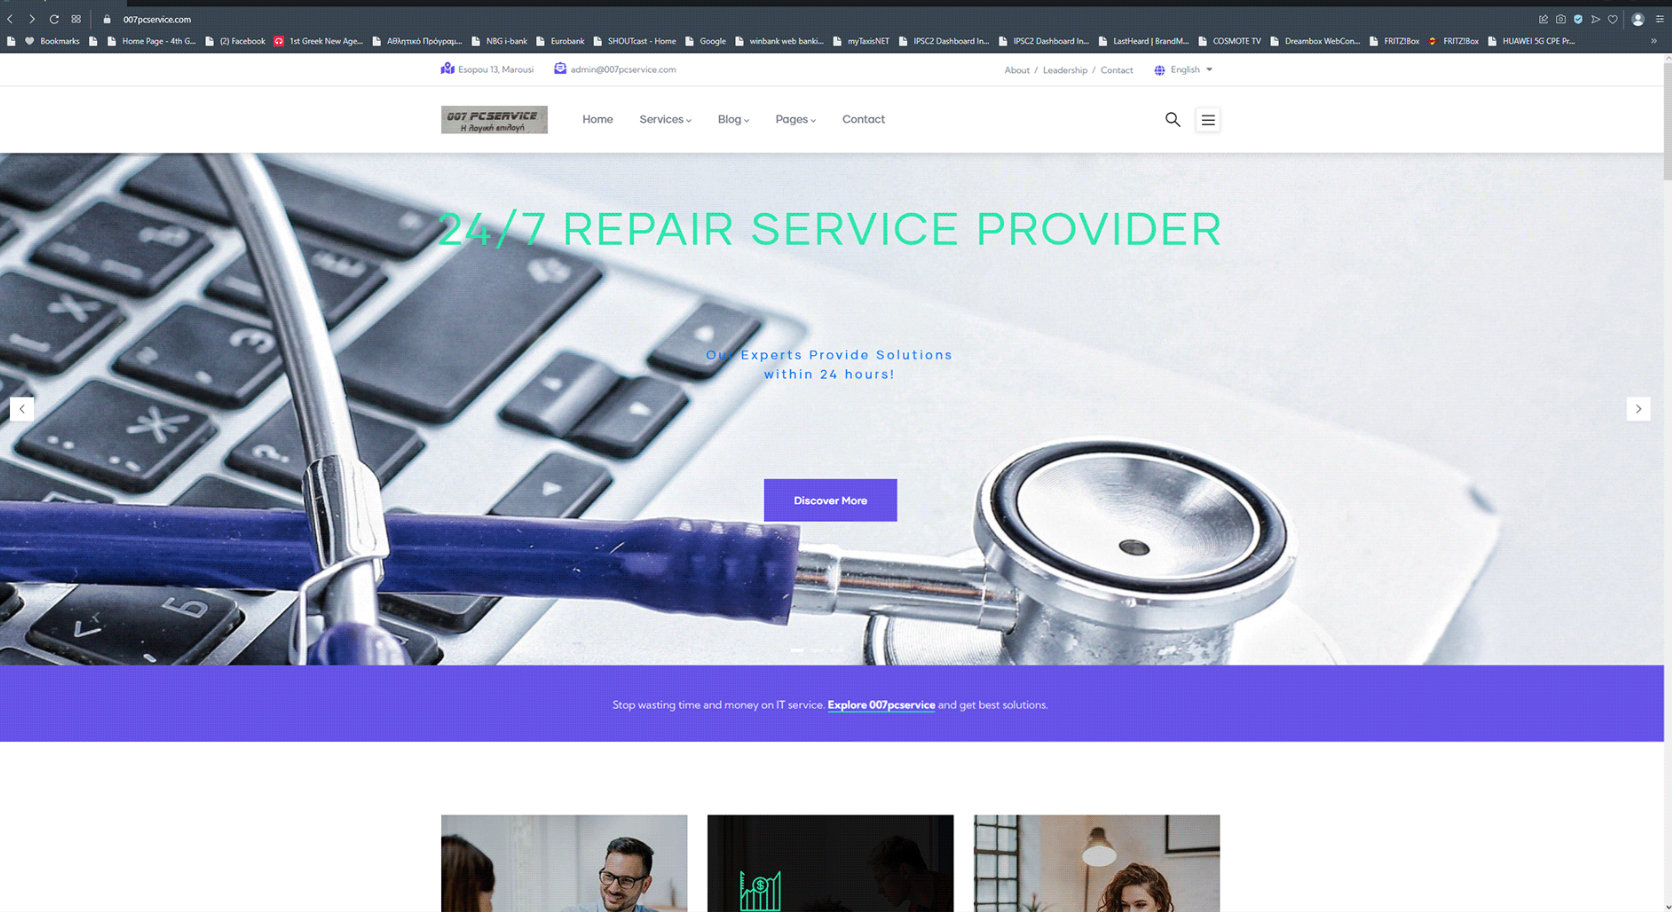 007pcservice.com
Bookmarks
Home Page - 4th G...
(2) Facebook
1st Greek New Age...
Αθλητικό Πρόγραμ...
NBG i-bank
Eurobank
SHOUTcast - Home
Google
winbank web banki...
myTaxisNET
IPSC2 Dashboard In...
IPSC2 Dashboard In...
LastHeard | BrandM...
COSMOTE TV
Dreambox WebCon...
FRITZ!Box
FRITZ!Box
HUAWEI 5G CPE Pr...
Esopou 13, Marousi
admin@007pcservice.com
About / Leadership / Contact
English
007 PCSERVICE
Η λογική επιλογή
Home
Services
Blog
Pages
Contact
24/7 REPAIR SERVICE PROVIDER
Our Experts Provide Solutions
within 24 hours!
Discover More
Stop wasting time and money on IT service. Explore 007pcservice and get best solutions.